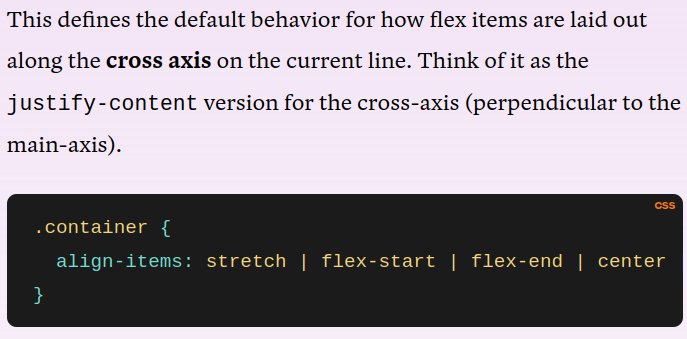 This defines the default behavior for how flex items are laid out
along the cross axis on the current line. Think of it as the
justify-content version for the cross-axis (perpendicular to the
main-axis).
css
.container {
align-items: stretch | flex-start | flex-end | center
}